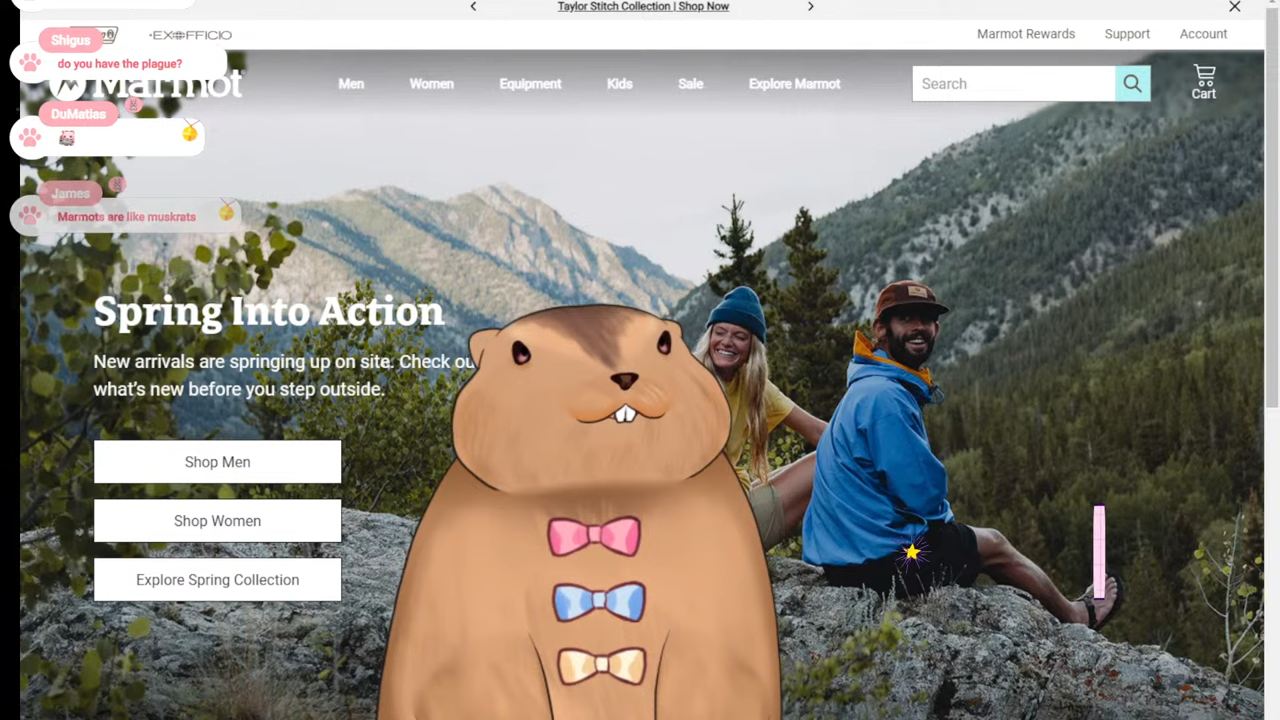 Taylor Stitch Collection | Shop Now
EXOFFICIO
Marmot Rewards
Support
Account
Shigus
do you have the plague?
Marmot
Men
Women
Equipment
Kids
Sale
Explore Marmot
Search
Cart
DuMatias
James
Marmots are like muskrats
Spring Into Action
New arrivals are springing up on site. Check ou
what's new before you step outside.
Shop Men
Shop Women
Explore Spring Collection